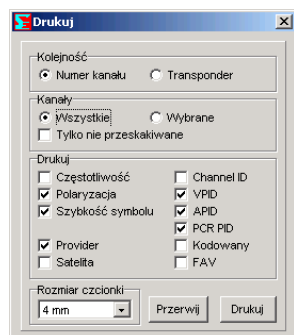 Drukuj
Kolejność
Numer kanału Transponder
Kanały
Wszystkie Wybrane
Tylko nie przeskakiwane
Drukuj
Częstotliwość Channel ID
Polaryzacja VPID
Szybkość symbolu APID
PCR PID
Provider Kodowany
Satelita FAV
Rozmiar czcionki
4 mm Przerwij Drukuj